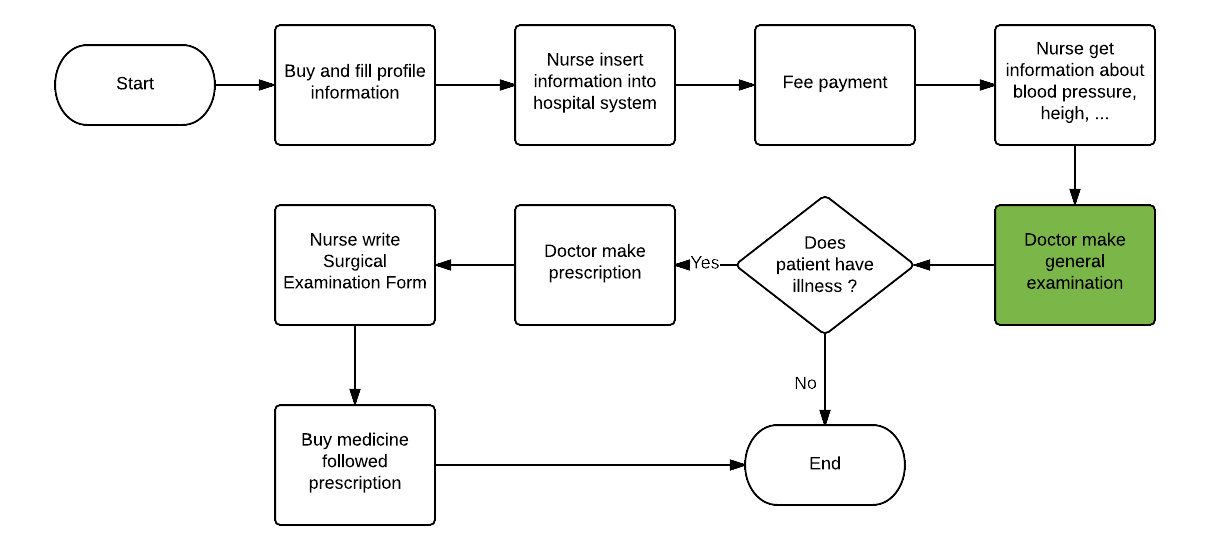 Start
Buy and fill profile
information
Nurse insert
information into
hospital system
Fee payment
Nurse get
information about
blood pressure,
heigh, ...
Doctor make
general
examination
Does
patient have
illness ?
Yes
Doctor make
prescription
Nurse write
Surgical
Examination Form
No
Buy medicine
followed
prescription
End